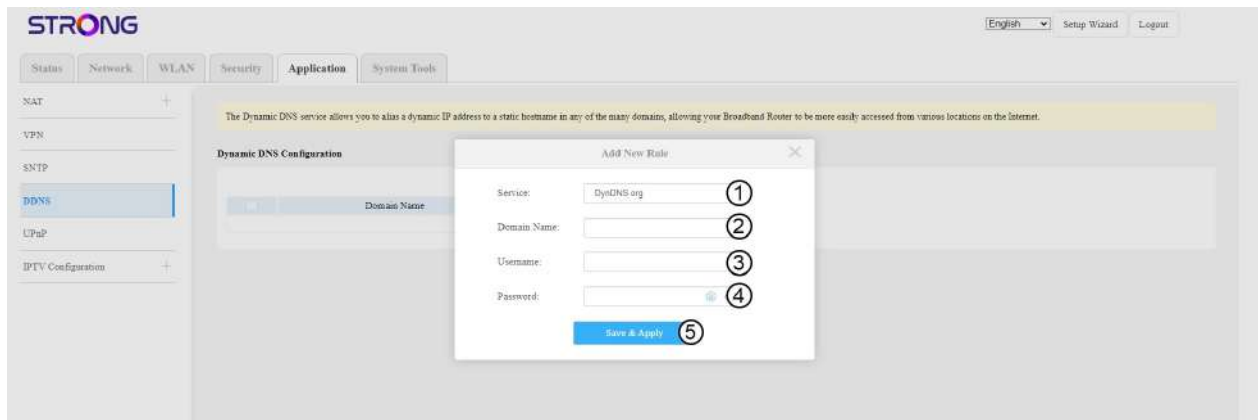 STRONG
English Setup Wizard Logout
Status Network WLAN Security Application System Tools
NAT +
The Dynamic DNS service allows you to alias a dynamic IP address to a static hostname in any of the many domains, allowing your Broadband Router to be more easily accessed from various locations on the Internet.
VPN
Dynamic DNS Configuration
Add New Rule
SNTP
Service: DynDNS.org 1
DDNS
Domain Name
Domain Name: 2
UPnP
Username: 3
IPTV Configuration +
Password: 4
Save & Apply 5